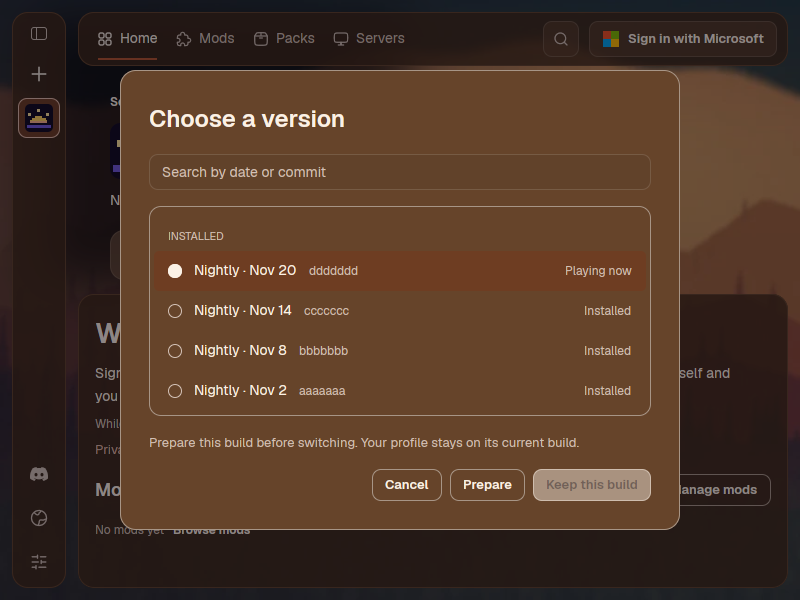 Home
Mods
Packs
Servers
Sign in with Microsoft
Choose a version
Search by date or commit
INSTALLED
Nightly · Nov 20 ddddddd Playing now
Nightly · Nov 14 ccccccc Installed
Nightly · Nov 8 bbbbbbb Installed
Nightly · Nov 2 aaaaaaa Installed
Prepare this build before switching. Your profile stays on its current build.
Cancel
Prepare
Keep this build
self and
you
No mods yet Browse mods